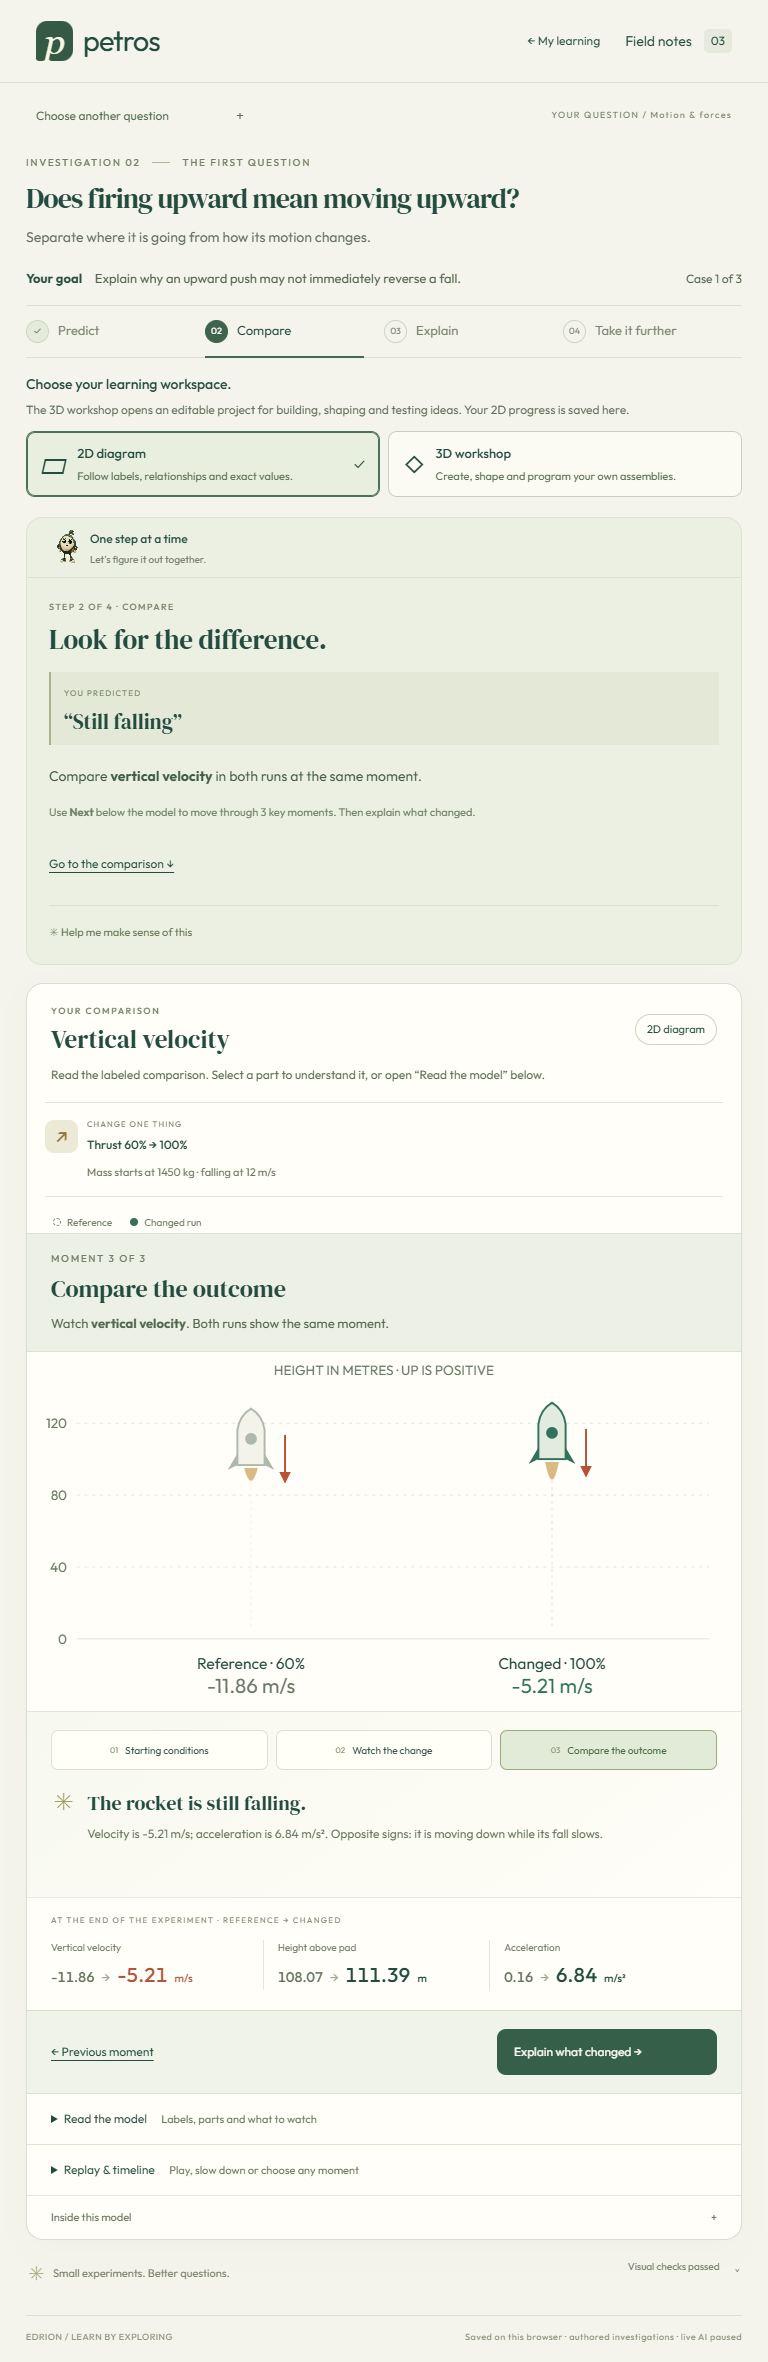 p petros
← My learning Field notes 03
Choose another question +
YOUR QUESTION / Motion & forces
INVESTIGATION 02 — THE FIRST QUESTION
Does firing upward mean moving upward?
Separate where it is going from how its motion changes.
Your goal Explain why an upward push may not immediately reverse a fall. Case 1 of 3
✓ Predict 02 Compare 03 Explain 04 Take it further
Choose your learning workspace.
The 3D workshop opens an editable project for building, shaping and testing ideas. Your 2D progress is saved here.
2D diagram ✓
Follow labels, relationships and exact values.
3D workshop
Create, shape and program your own assemblies.
One step at a time
Let's figure it out together.
STEP 2 OF 4 · COMPARE
Look for the difference.
YOU PREDICTED
“Still falling”
Compare vertical velocity in both runs at the same moment.
Use Next below the model to move through 3 key moments. Then explain what changed.
Go to the comparison ↓
✳ Help me make sense of this
YOUR COMPARISON
Vertical velocity
2D diagram
Read the labeled comparison. Select a part to understand it, or open “Read the model” below.
CHANGE ONE THING
Thrust 60% → 100%
Mass starts at 1450 kg · falling at 12 m/s
Reference Changed run
MOMENT 3 OF 3
Compare the outcome
Watch vertical velocity. Both runs show the same moment.
HEIGHT IN METRES · UP IS POSITIVE
120
80
40
0
Reference · 60% Changed · 100%
-11.86 m/s -5.21 m/s
01 Starting conditions 02 Watch the change 03 Compare the outcome
The rocket is still falling.
Velocity is -5.21 m/s; acceleration is 6.84 m/s². Opposite signs: it is moving down while its fall slows.
AT THE END OF THE EXPERIMENT · REFERENCE → CHANGED
Vertical velocity Height above pad Acceleration
-11.86 → -5.21 m/s 108.07 → 111.39 m 0.16 → 6.84 m/s²
← Previous moment Explain what changed →
▶ Read the model Labels, parts and what to watch
▶ Replay & timeline Play, slow down or choose any moment
Inside this model +
Small experiments. Better questions. Visual checks passed
EDRION / LEARN BY EXPLORING Saved on this browser · authored investigations · live AI paused